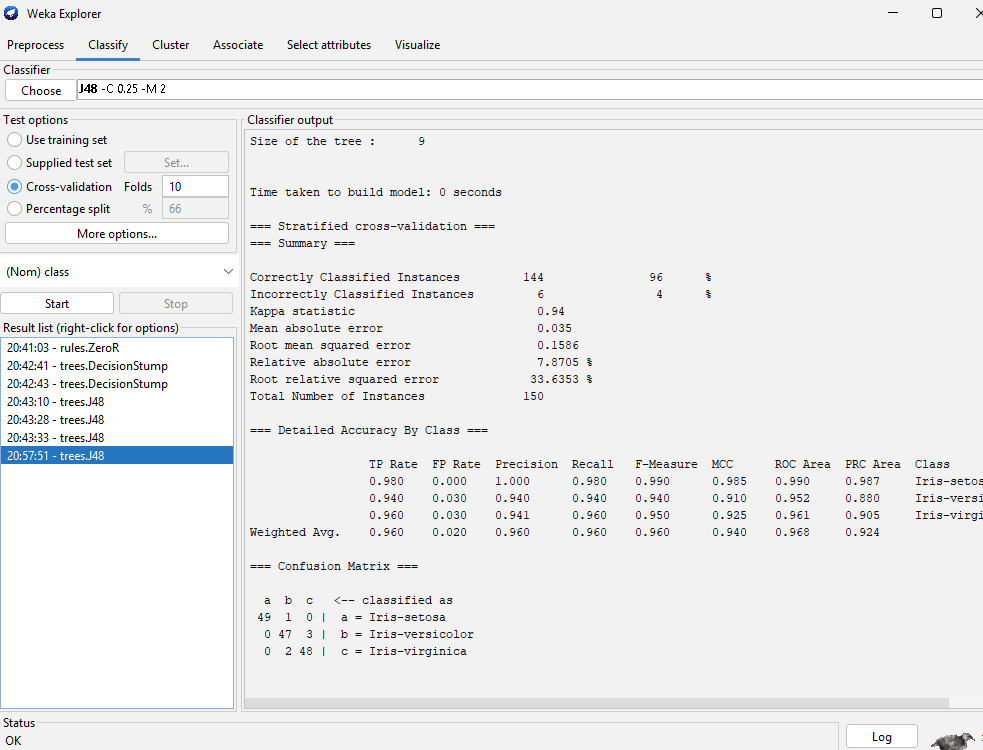 Weka Explorer
Preprocess Classify Cluster Associate Select attributes Visualize
Classifier
Choose J48 -C 0.25 -M 2
Test options
Use training set
Supplied test set Set...
Cross-validation Folds 10
Percentage split % 66
More options...
(Nom) class
Start Stop
Result list (right-click for options)
20:41:03 - rules.ZeroR
20:42:41 - trees.DecisionStump
20:42:43 - trees.DecisionStump
20:43:10 - trees.J48
20:43:28 - trees.J48
20:43:33 - trees.J48
20:57:51 - trees.J48
Classifier output
Size of the tree : 9
Time taken to build model: 0 seconds
=== Stratified cross-validation ===
=== Summary ===
Correctly Classified Instances 144 96 %
Incorrectly Classified Instances 6 4 %
Kappa statistic 0.94
Mean absolute error 0.035
Root mean squared error 0.1586
Relative absolute error 7.8705 %
Root relative squared error 33.6353 %
Total Number of Instances 150
=== Detailed Accuracy By Class ===
TP Rate FP Rate Precision Recall F-Measure MCC ROC Area PRC Area Class
0.980 0.000 1.000 0.980 0.990 0.985 0.990 0.987 Iris-setos
0.940 0.030 0.940 0.940 0.940 0.910 0.952 0.880 Iris-versi
0.960 0.030 0.941 0.960 0.950 0.925 0.961 0.905 Iris-virgi
Weighted Avg. 0.960 0.020 0.960 0.960 0.960 0.940 0.968 0.924
=== Confusion Matrix ===
a b c <-- classified as
49 1 0 | a = Iris-setosa
0 47 3 | b = Iris-versicolor
0 2 48 | c = Iris-virginica
Status
OK
Log